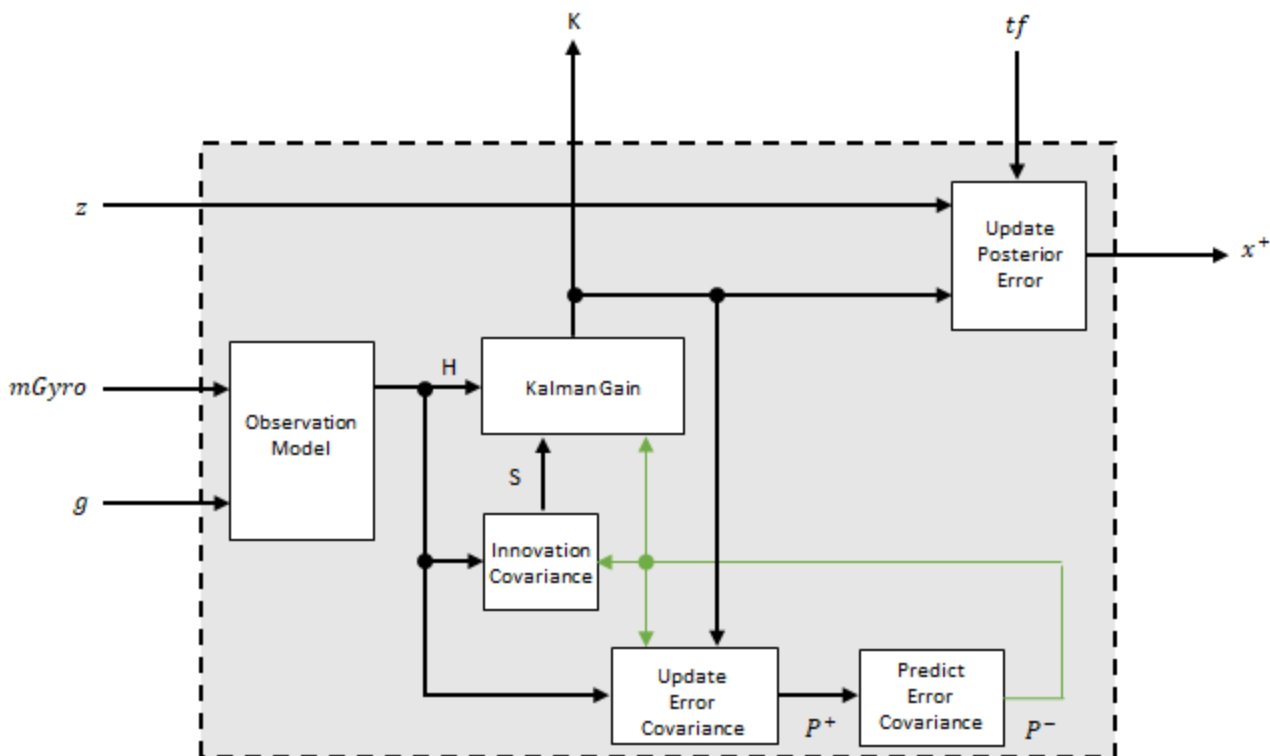 K
tf
z
Update
Posterior
Error
x⁺
mGyro
H
Kalman Gain
Observation
Model
g
S
Innovation
Covariance
Update
Error
Covariance
P⁺
Predict
Error
Covariance
P⁻